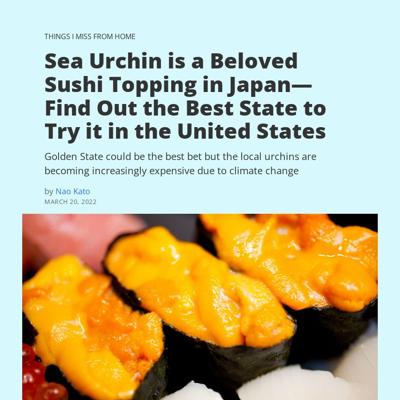 THINGS I MISS FROM HOME
Sea Urchin is a Beloved
Sushi Topping in Japan—
Find Out the Best State to
Try it in the United States
Golden State could be the best bet but the local urchins are
becoming increasingly expensive due to climate change
by Nao Kato
MARCH 20, 2022